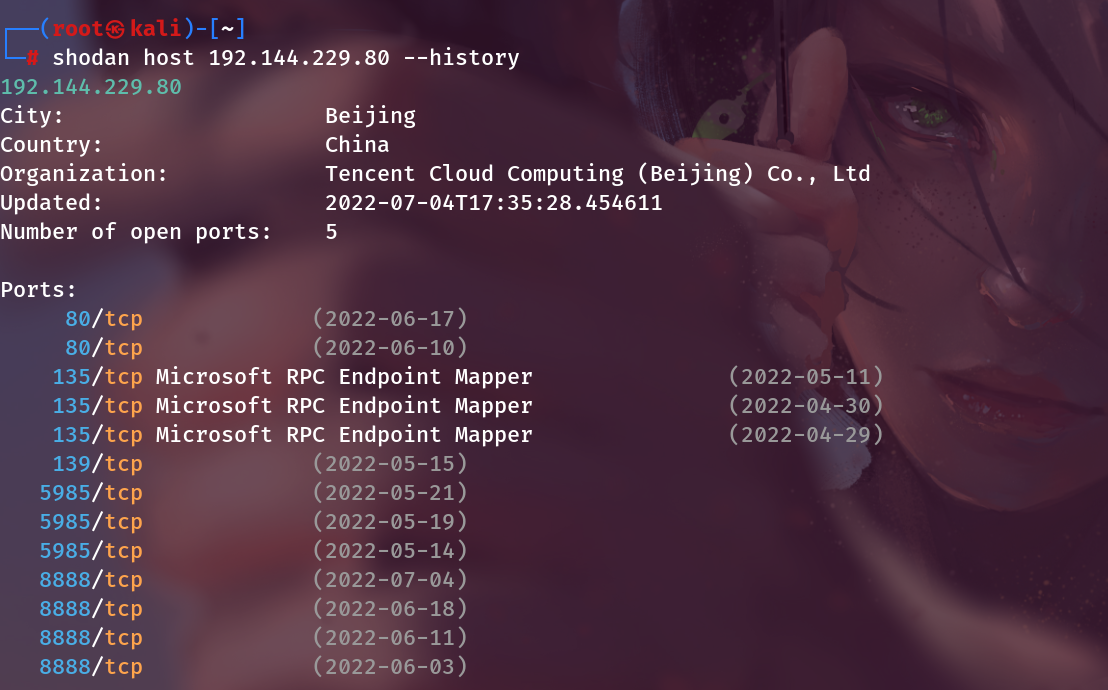 ┌──(root㉿kali)-[~]
└─# shodan host 192.144.229.80 --history
192.144.229.80
City:                    Beijing
Country:                 China
Organization:            Tencent Cloud Computing (Beijing) Co., Ltd
Updated:                 2022-07-04T17:35:28.454611
Number of open ports:    5
Ports:
     80/tcp             (2022-06-17)
     80/tcp             (2022-06-10)
    135/tcp Microsoft RPC Endpoint Mapper               (2022-05-11)
    135/tcp Microsoft RPC Endpoint Mapper               (2022-04-30)
    135/tcp Microsoft RPC Endpoint Mapper               (2022-04-29)
    139/tcp             (2022-05-15)
   5985/tcp             (2022-05-21)
   5985/tcp             (2022-05-19)
   5985/tcp             (2022-05-14)
   8888/tcp             (2022-07-04)
   8888/tcp             (2022-06-18)
   8888/tcp             (2022-06-11)
   8888/tcp             (2022-06-03)